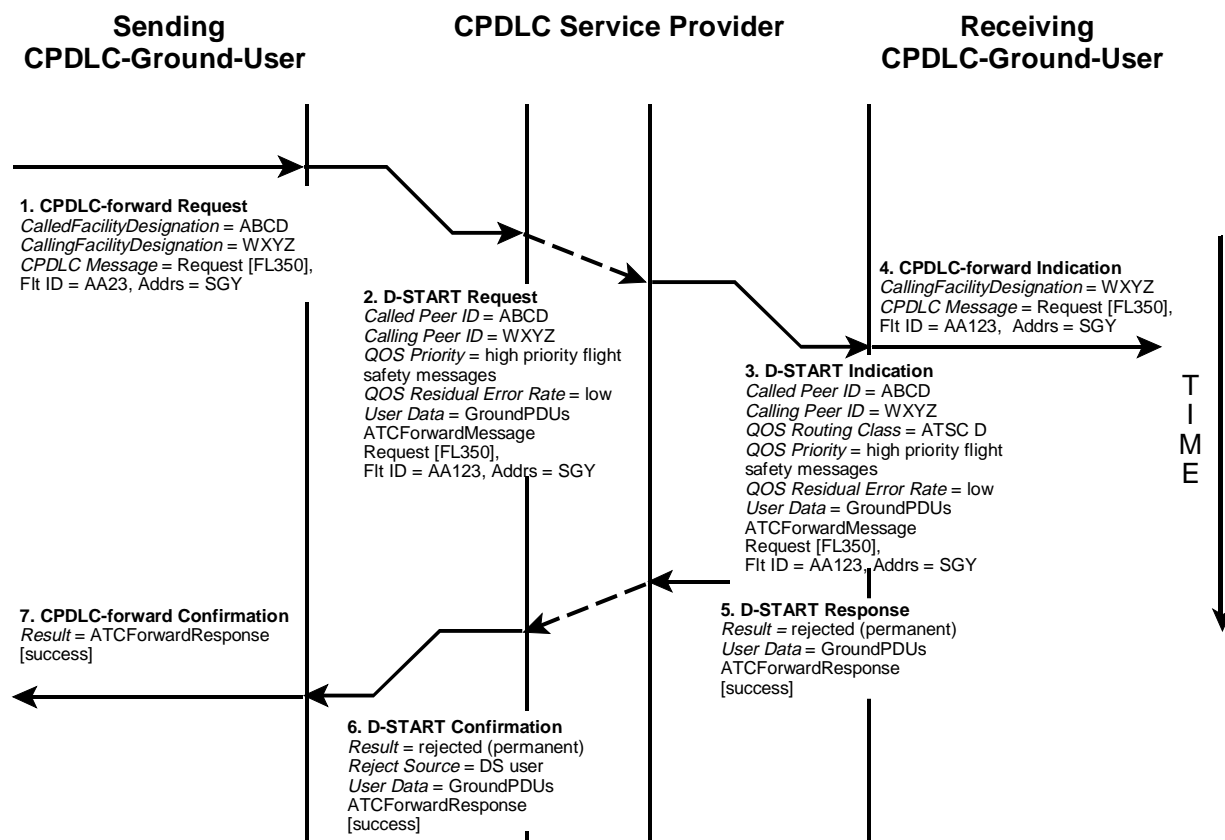 Sending
CPDLC-Ground-User
CPDLC Service Provider
Receiving
CPDLC-Ground-User
1. CPDLC-forward Request
CalledFacilityDesignation = ABCD
CallingFacilityDesignation = WXYZ
CPDLC Message = Request [FL350],
Flt ID = AA23, Addrs = SGY
2. D-START Request
Called Peer ID = ABCD
Calling Peer ID = WXYZ
QOS Priority = high priority flight
safety messages
QOS Residual Error Rate = low
User Data = GroundPDUs
ATCForwardMessage
Request [FL350],
Flt ID = AA123, Addrs = SGY
4. CPDLC-forward Indication
CallingFacilityDesignation = WXYZ
CPDLC Message = Request [FL350],
Flt ID = AA123, Addrs = SGY
3. D-START Indication
Called Peer ID = ABCD
Calling Peer ID = WXYZ
QOS Routing Class = ATSC D
QOS Priority = high priority flight
safety messages
QOS Residual Error Rate = low
User Data = GroundPDUs
ATCForwardMessage
Request [FL350],
Flt ID = AA123, Addrs = SGY
T
I
M
E
7. CPDLC-forward Confirmation
Result = ATCForwardResponse
[success]
5. D-START Response
Result = rejected (permanent)
User Data = GroundPDUs
ATCForwardResponse
[success]
6. D-START Confirmation
Result = rejected (permanent)
Reject Source = DS user
User Data = GroundPDUs
ATCForwardResponse
[success]